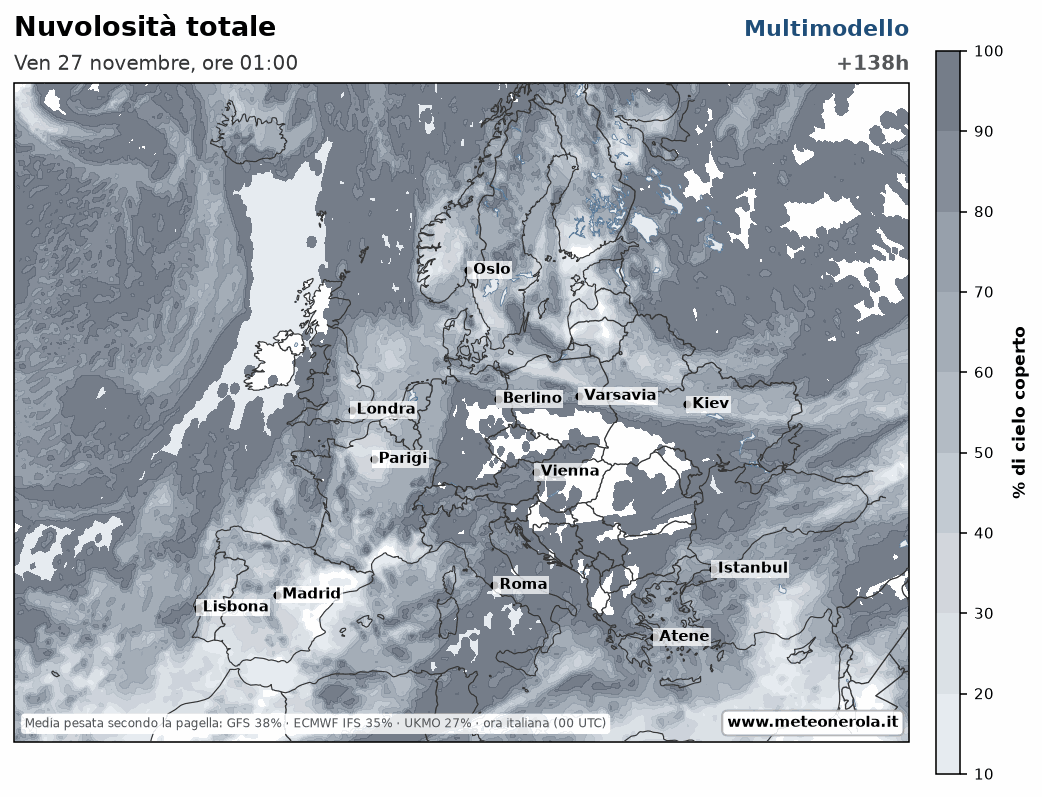 Nuvolosità totale
Multimodello
Ven 27 novembre, ore 01:00
+138h
100
90
80
70
60
50
40
30
20
10
% di cielo coperto
Oslo
Londra
Berlino
Varsavia
Kiev
Parigi
Vienna
Madrid
Lisbona
Roma
Istanbul
Atene
Media pesata secondo la pagella: GFS 38% · ECMWF IFS 35% · UKMO 27% · ora italiana (00 UTC)
www.meteonerola.it